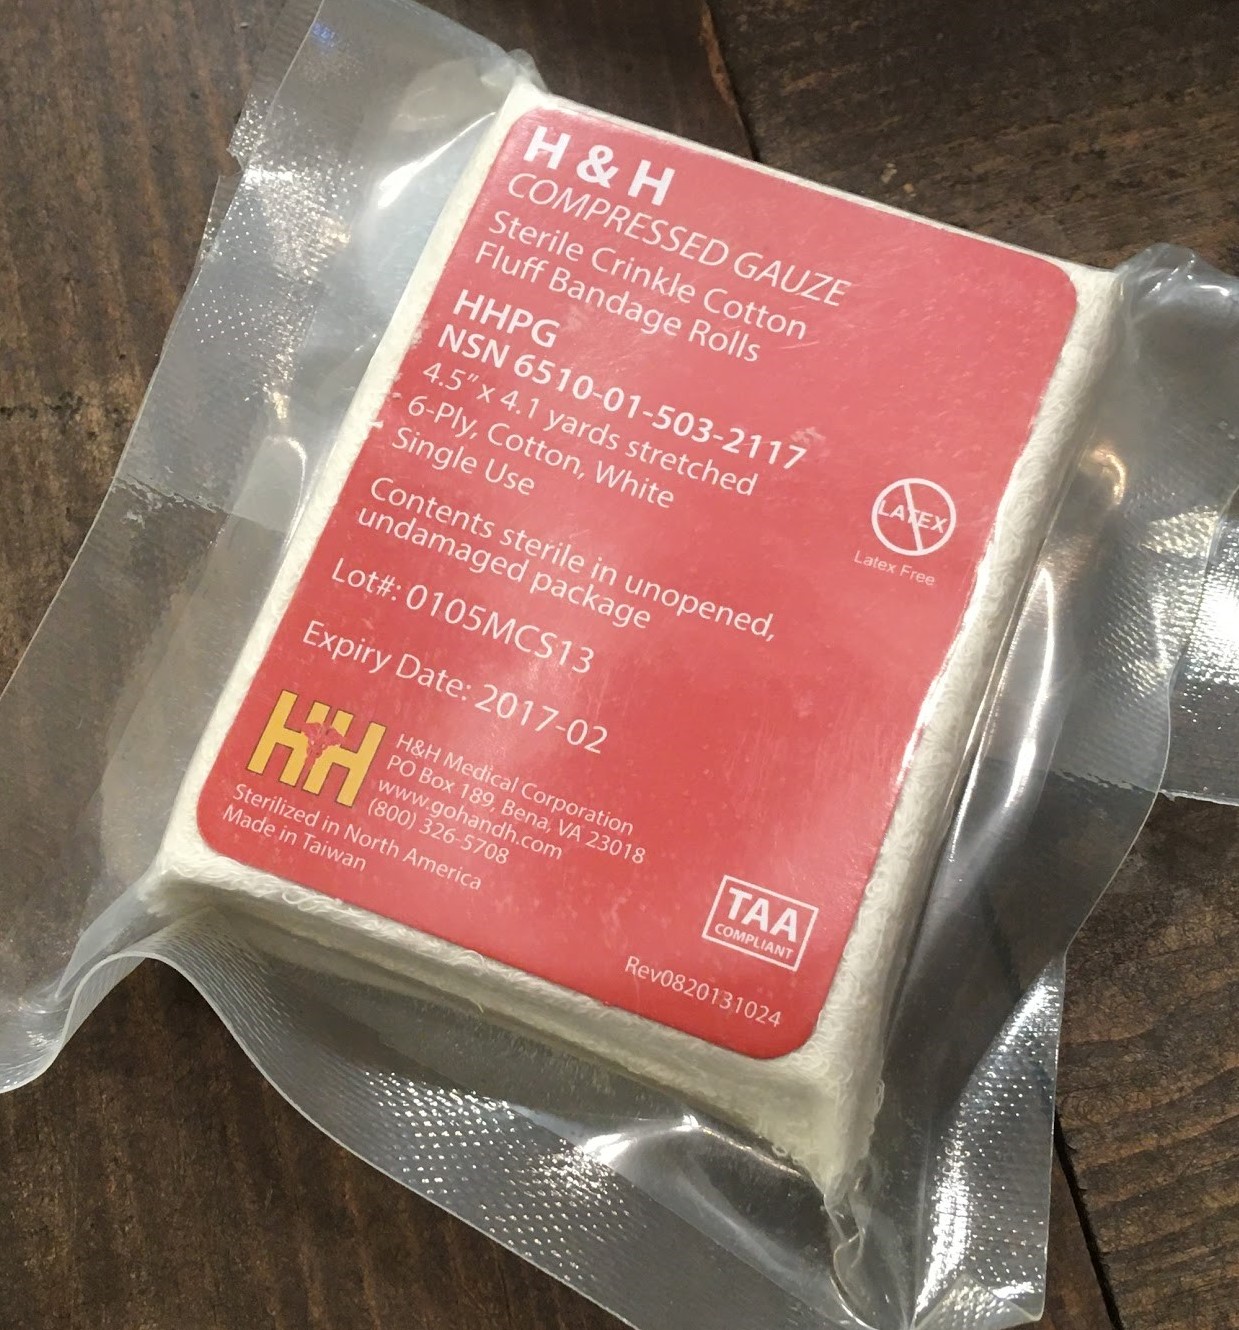 H & H
COMPRESSED GAUZE
Sterile Crinkle Cotton
Fluff Bandage Rolls
HHPG
NSN 6510-01-503-2117
4.5" x 4.1 yards stretched
6-Ply, Cotton, White
Single Use
LATEX
Latex Free
Contents sterile in unopened,
undamaged package
Lot#: 0105MCS13
Expiry Date: 2017-02
HH
H&H Medical Corporation
PO Box 189, Bena, VA 23018
www.gohandh.com
(800) 326-5708
Sterilized in North America
Made in Taiwan
TAA
COMPLIANT
Rev0820131024